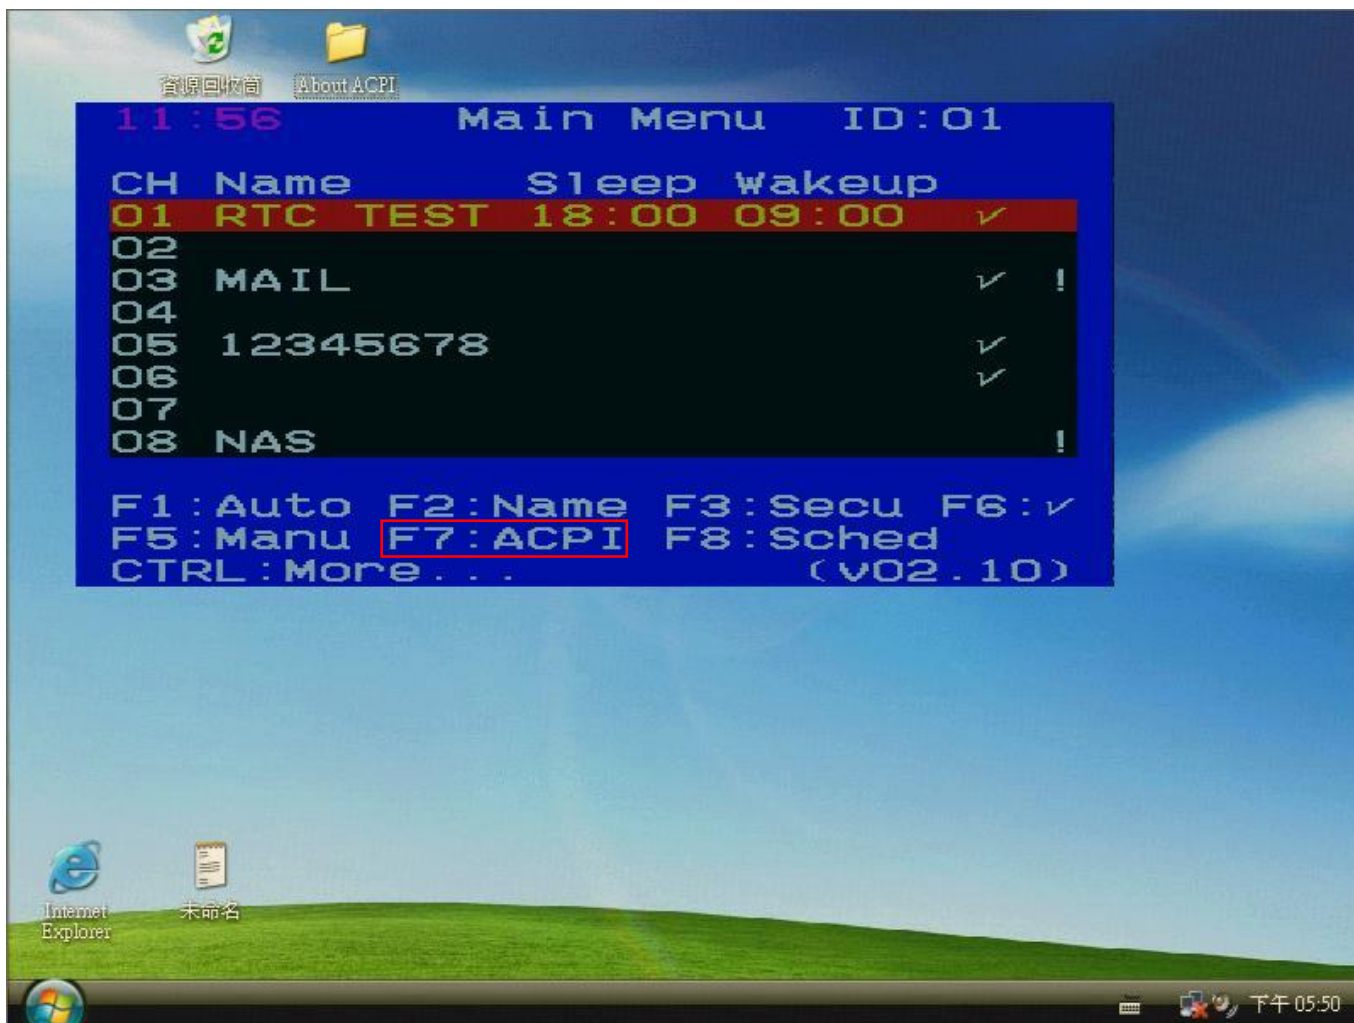 資源回收筒 About ACPI
11:56 Main Menu ID:01
CH Name Sleep Wakeup
01 RTC TEST 18:00 09:00 ✓
02
03 MAIL ✓ !
04
05 12345678 ✓
06 ✓
07
08 NAS !
F1:Auto F2:Name F3:Secu F6:✓
F5:Manu F7:ACPI F8:Sched
CTRL:More... (V02.10)
Internet Explorer
未命名
下午 05:50